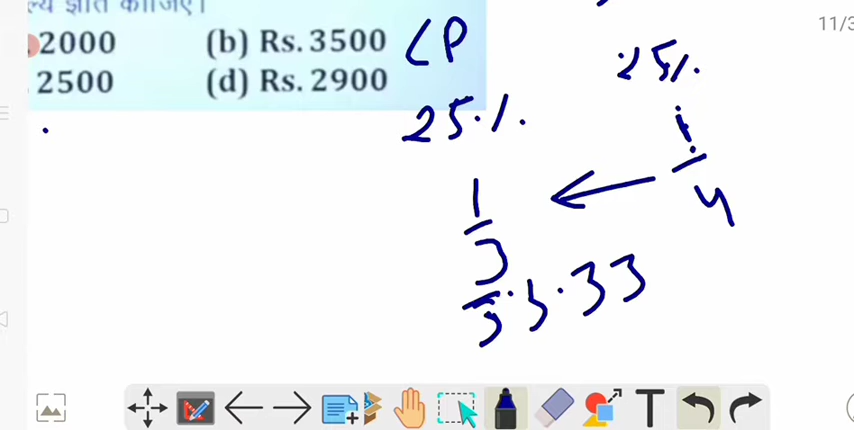 ल्य ज्ञात कीजिए।
11/3
2000 (b) Rs. 3500
2500 (d) Rs. 2900
CP
25%
25%
1
4
1
3
33.33
T